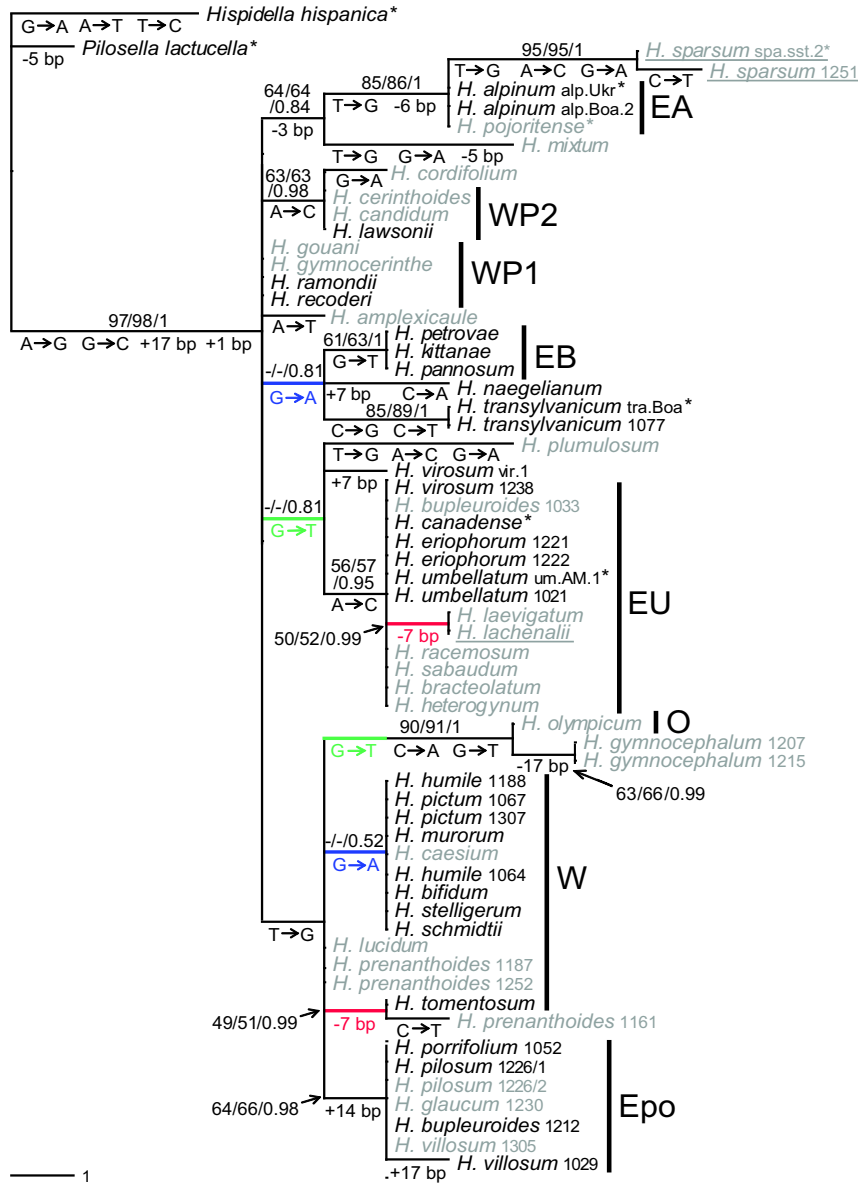 Hispidella hispanica*
G→A A→T T→C
Pilosella lactucella*
-5 bp
95/95/1
H. sparsum spa.sst.2*
T→G A→C G→A
H. sparsum 1251
C→T
85/86/1
64/64
/0.84
T→G -6 bp
-3 bp
H. alpinum alp.Ukr*
H. alpinum alp.Boa.2
H. pojoritense*
EA
H. mixtum
T→G G→A -5 bp
63/63
/0.98
A→C
H. cordifolium
G→A
H. cerinthoides
H. candidum
H. lawsonii
WP2
H. gouani
H. gymnocerinthe
H. ramondii
H. recoderi
WP1
97/98/1
A→G G→C +17 bp +1 bp
H. amplexicaule
A→T
61/63/1
G→T
H. petrovae
H. kittanae
H. pannosum
EB
-/-/0.81
G→A
H. naegelianum
+7 bp C→A
85/89/1
C→G C→T
H. transylvanicum tra.Boa*
H. transylvanicum 1077
H. plumulosum
T→G A→C G→A
H. virosum vir.1
+7 bp
-/-/0.81
G→T
H. virosum 1238
H. bupleuroides 1033
H. canadense*
H. eriophorum 1221
H. eriophorum 1222
H. umbellatum um.AM.1*
H. umbellatum 1021
56/57
/0.95
A→C
EU
H. laevigatum
H. lachenalii
-7 bp
50/52/0.99
H. racemosum
H. sabaudum
H. bracteolatum
H. heterogynum
90/91/1
G→T
C→A G→T
H. olympicum
O
H. gymnocephalum 1207
H. gymnocephalum 1215
-17 bp
63/66/0.99
H. humile 1188
H. pictum 1067
H. pictum 1307
H. murorum
H. caesium
H. humile 1064
H. bifidum
H. stelligerum
H. schmidtii
-/-/0.52
G→A
W
T→G
H. lucidum
H. prenanthoides 1187
H. prenanthoides 1252
H. tomentosum
49/51/0.99
-7 bp
H. prenanthoides 1161
C→T
H. porrifolium 1052
H. pilosum 1226/1
H. pilosum 1226/2
H. glaucum 1230
H. bupleuroides 1212
H. villosum 1305
H. villosum 1029
Epo
64/66/0.98
+14 bp
+17 bp
1